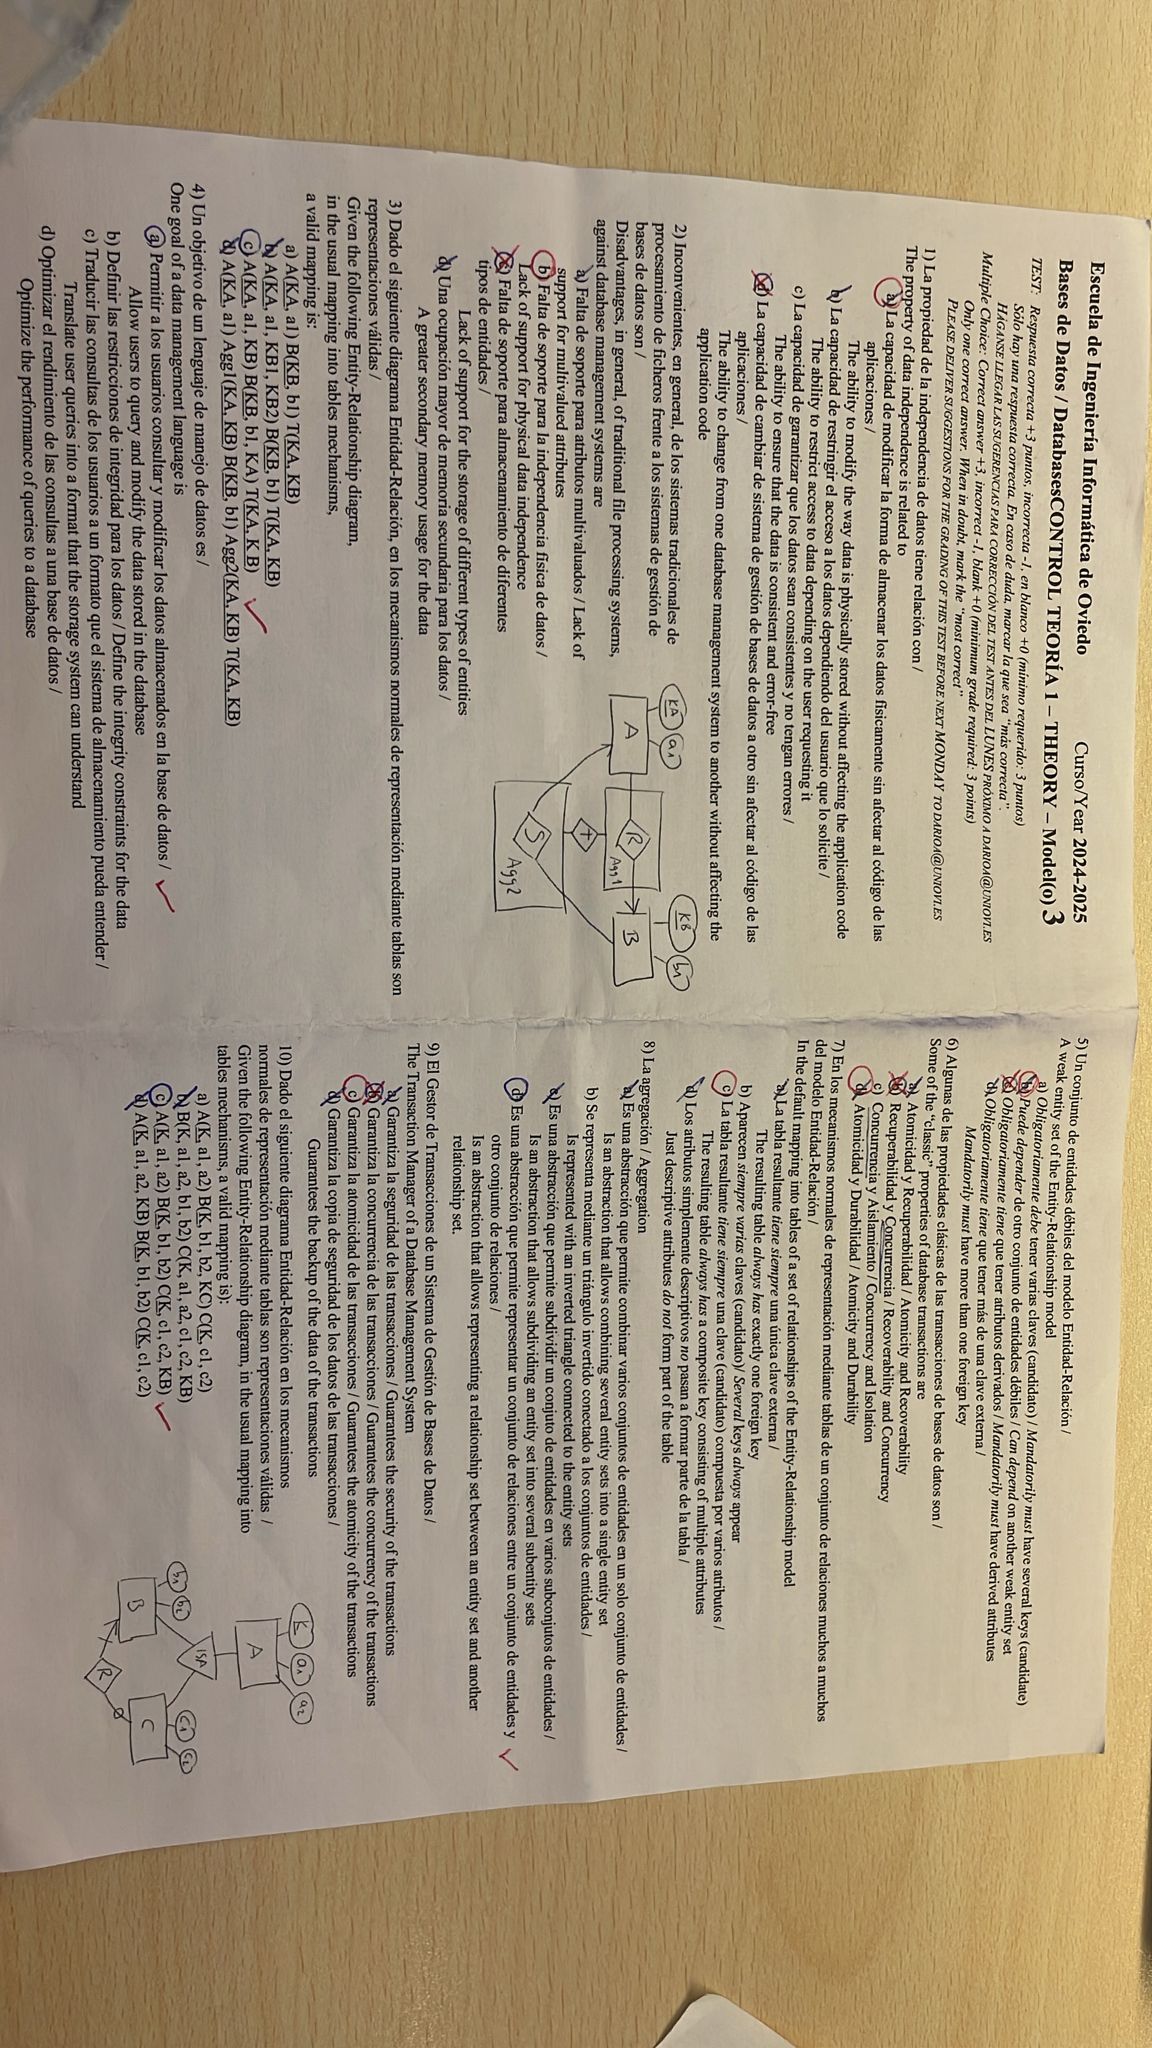 Escuela de Ingeniería Informática de Oviedo Curso/Year 2024-2025
Bases de Datos / DatabasesCONTROL TEORÍA 1 – THEORY – Model(o) 3
TEST: Respuesta correcta +3 puntos, incorrecta -1, en blanco +0 (mínimo requerido: 3 puntos)
Sólo hay una respuesta correcta. En caso de duda, marcar la que sea "más correcta".
HÁGANSE LLEGAR LAS SUGERENCIAS PARA CORRECCIÓN DEL TEST ANTES DEL LUNES PRÓXIMO A DARIOA@UNIOVI.ES
Multiple Choice: Correct answer +3, incorrect -1, blank +0 (minimum grade required: 3 points)
Only one correct answer. When in doubt, mark the "most correct"
PLEASE DELIVER SUGGESTIONS FOR THE GRADING OF THIS TEST BEFORE NEXT MONDAY TO DARIOA@UNIOVI.ES
1) La propiedad de la independencia de datos tiene relación con /
The property of data independence is related to
a) La capacidad de modificar la forma de almacenar los datos físicamente sin afectar al código de las
aplicaciones /
The ability to modify the way data is physically stored without affecting the application code
b) La capacidad de restringir el acceso a los datos dependiendo del usuario que lo solicite /
The ability to restrict access to data depending on the user requesting it
c) La capacidad de garantizar que los datos sean consistentes y no tengan errores /
The ability to ensure that the data is consistent and error-free
d) La capacidad de cambiar de sistema de gestión de bases de datos a otro sin afectar al código de las
aplicaciones /
The ability to change from one database management system to another without affecting the
application code
2) Inconvenientes, en general, de los sistemas tradicionales de
procesamiento de ficheros frente a los sistemas de gestión de
bases de datos son /
Disadvantages, in general, of traditional file processing systems,
against database management systems are
a) Falta de soporte para atributos multivaluados / Lack of
support for multivalued attributes
b) Falta de soporte para la independencia física de datos /
Lack of support for physical data independence
c) Falta de soporte para almacenamiento de diferentes
tipos de entidades /
Lack of support for the storage of different types of entities
d) Una ocupación mayor de memoria secundaria para los datos /
A greater secondary memory usage for the data
KA a1 KB b1
A R B
Agg1
T
S
Agg2
3) Dado el siguiente diagrama Entidad-Relación, en los mecanismos normales de representación mediante tablas son
representaciones válidas /
Given the following Entity-Relationship diagram,
in the usual mapping into tables mechanisms,
a valid mapping is:
a) A(KA, a1) B(KB, b1) T(KA, KB)
b) A(KA, a1, KB1, KB2) B(KB, b1) T(KA, KB)
c) A(KA, a1, KB) B(KB, b1, KA) T(KA, K B)
d) A(KA, a1) Agg1(KA, KB) B(KB, b1) Agg2(KA, KB) T(KA, KB)
4) Un objetivo de un lenguaje de manejo de datos es /
One goal of a data management language is
a) Permitir a los usuarios consultar y modificar los datos almacenados en la base de datos /
Allow users to query and modify the data stored in the database
b) Definir las restricciones de integridad para los datos / Define the integrity constraints for the data
c) Traducir las consultas de los usuarios a un formato que el sistema de almacenamiento pueda entender /
Translate user queries into a format that the storage system can understand
d) Optimizar el rendimiento de las consultas a una base de datos /
Optimize the performance of queries to a database
5) Un conjunto de entidades débiles del modelo Entidad-Relación /
A weak entity set of the Entity-Relationship model
a) Obligatoriamente debe tener varias claves (candidato) / Mandatorily must have several keys (candidate)
b) Puede depender de otro conjunto de entidades débiles / Can depend on another weak entity set
c) Obligatoriamente tiene que tener atributos derivados / Mandatorily must have derived attributes
d) Obligatoriamente tiene que tener más de una clave externa /
Mandatorily must have more than one foreign key
6) Algunas de las propiedades clásicas de las transacciones de bases de datos son /
Some of the "classic" properties of database transactions are
a) Atomicidad y Recuperabilidad / Atomicity and Recoverability
b) Recuperabilidad y Concurrencia / Recoverability and Concurrency
c) Concurrencia y Aislamiento / Concurrency and Isolation
d) Atomicidad y Durabilidad / Atomicity and Durability
7) En los mecanismos normales de representación mediante tablas de un conjunto de relaciones muchos a muchos
del modelo Entidad-Relación /
In the default mapping into tables of a set of relationships of the Entity-Relationship model
a) La tabla resultante tiene siempre una única clave externa /
The resulting table always has exactly one foreign key
b) Aparecen siempre varias claves (candidato)/ Several keys always appear
c) La tabla resultante tiene siempre una clave (candidato) compuesta por varios atributos /
The resulting table always has a composite key consisting of multiple attributes
d) Los atributos simplemente descriptivos no pasan a formar parte de la tabla /
Just descriptive attributes do not form part of the table
8) La agregación / Aggregation
a) Es una abstracción que permite combinar varios conjuntos de entidades en un solo conjunto de entidades /
Is an abstraction that allows combining several entity sets into a single entity set
b) Se representa mediante un triángulo invertido conectado a los conjuntos de entidades /
Is represented with an inverted triangle connected to the entity sets
c) Es una abstracción que permite subdividir un conjuto de entidades en varios subconjutos de entidades /
Is an abstraction that allows subdividing an entity set into several subentity sets
d) Es una abstracción que permite representar un conjunto de relaciones entre un conjunto de entidades y
otro conjunto de relaciones /
Is an abstraction that allows representing a relationship set between an entity set and another
relationship set.
9) El Gestor de Transacciones de un Sistema de Gestión de Bases de Datos /
The Transaction Manager of a Database Management System
a) Garantiza la seguridad de las transacciones / Guarantees the security of the transactions
b) Garantiza la concurrencia de las transacciones / Guarantees the concurrency of the transactions
c) Garantiza la atomicidad de las transacciones / Guarantees the atomicity of the transactions
d) Garantiza la copia de seguridad de los datos de las transacciones /
Guarantees the backup of the data of the transactions
10) Dado el siguiente diagrama Entidad-Relación en los mecanismos
normales de representación mediante tablas son representaciones válidas /
Given the following Entity-Relationship diagram, in the usual mapping into
tables mechanisms, a valid mapping is):
a) A(K, a1, a2) B(K, b1, b2, KC) C(K, c1, c2)
b) B(K, a1, a2, b1, b2) C(K, a1, a2, c1, c2, KB)
c) A(K, a1, a2) B(K, b1, b2) C(K, c1, c2, KB)
d) A(K, a1, a2, KB) B(K, b1, b2) C(K, c1, c2)
K a1 a2
A
ISA
b1 b2 c1 c2
B C
R